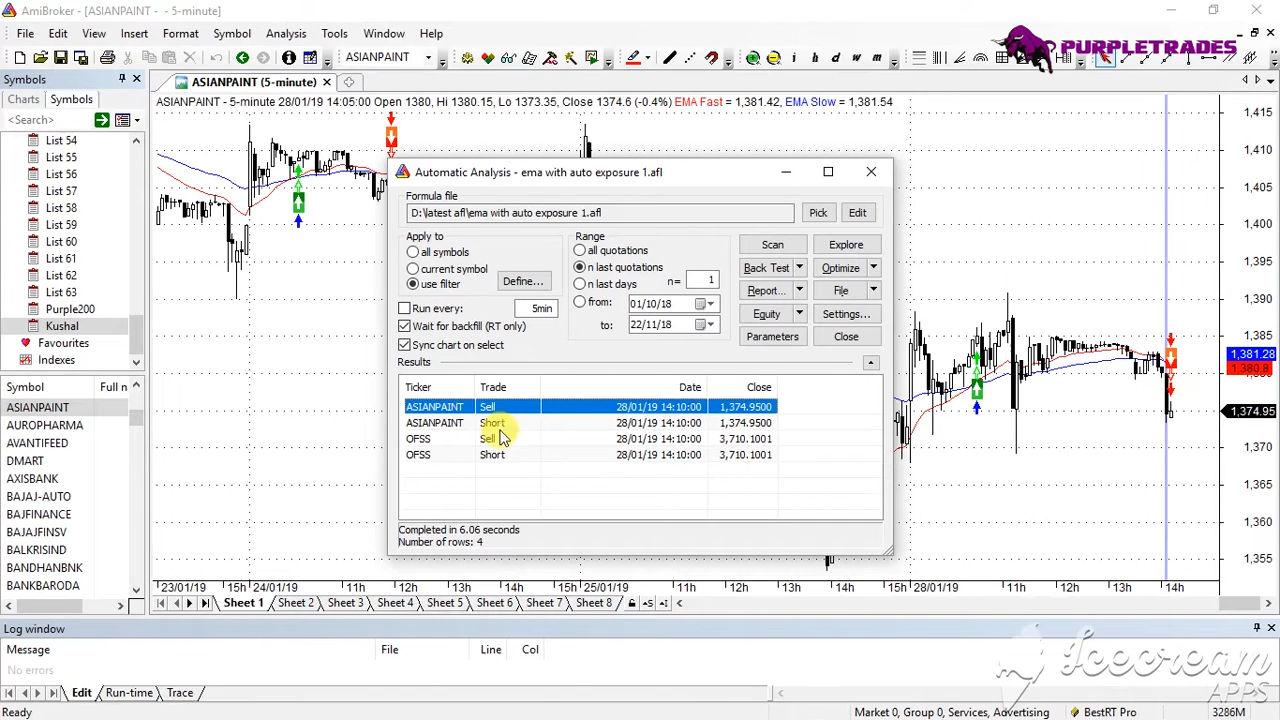 AmiBroker - [ASIANPAINT - - 5-minute]
File Edit View Insert Format Symbol Analysis Tools Window Help
PURPLETRADES
ASIANPAINT
Symbols
ASIANPAINT (5-minute)
Charts Symbols
<Search>
ASIANPAINT - 5-minute 28/01/19 14:05:00 Open 1380, Hi 1380.15, Lo 1373.35, Close 1374.6 (-0.4%) EMA Fast = 1,381.42, EMA Slow = 1,381.54
List 54
List 55
List 56
List 57
List 58
List 59
List 60
List 61
List 62
List 63
Purple200
Kushal
Favourites
Indexes
Symbol Full n
ASIANPAINT
AUROPHARMA
AVANTIFEED
DMART
AXISBANK
BAJAJ-AUTO
BAJFINANCE
BAJAJFINSV
BALKRISIND
BANDHANBNK
BANKBARODA
Automatic Analysis - ema with auto exposure 1.afl
Formula file
D:\latest afl\ema with auto exposure 1.afl
Pick Edit
Apply to
all symbols
current symbol
use filter
Define...
Range
all quotations
n last quotations
n last days
n= 1
from: 01/10/18
to: 22/11/18
Scan Explore
Back Test Optimize
Report... File
Equity Settings...
Parameters Close
Run every: 5min
Wait for backfill (RT only)
Sync chart on select
Results
Ticker Trade Date Close
ASIANPAINT Sell 28/01/19 14:10:00 1,374.9500
ASIANPAINT Short 28/01/19 14:10:00 1,374.9500
OFSS Sell 28/01/19 14:10:00 3,710.1001
OFSS Short 28/01/19 14:10:00 3,710.1001
Completed in 6.06 seconds
Number of rows: 4
1,415
1,410
1,405
1,400
1,395
1,390
1,385
1,381.28
1,380.8
1,374.95
1,370
1,365
1,360
1,355
23/01/19 15h 24/01/19 11h 12h 13h 14h 15h 25/01/19 11h 12h 13h 14h 15h 28/01/19 11h 12h 13h 14h
Sheet 1 Sheet 2 Sheet 3 Sheet 4 Sheet 5 Sheet 6 Sheet 7 Sheet 8
Log window
Message File Line Col
No errors
Edit Run-time Trace
Icecream
APPS
Market 0, Group 0, Services, Advertising BestRT Pro 3286M